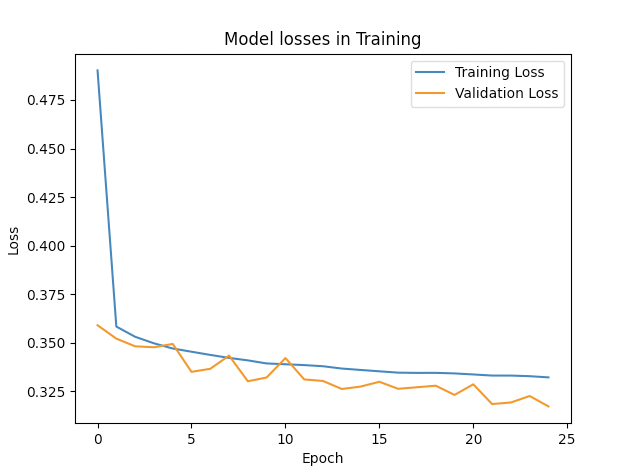 Model losses in Training
Training Loss
Validation Loss
0.475
0.450
0.425
0.400
0.375
0.350
0.325
Loss
0 5 10 15 20 25
Epoch